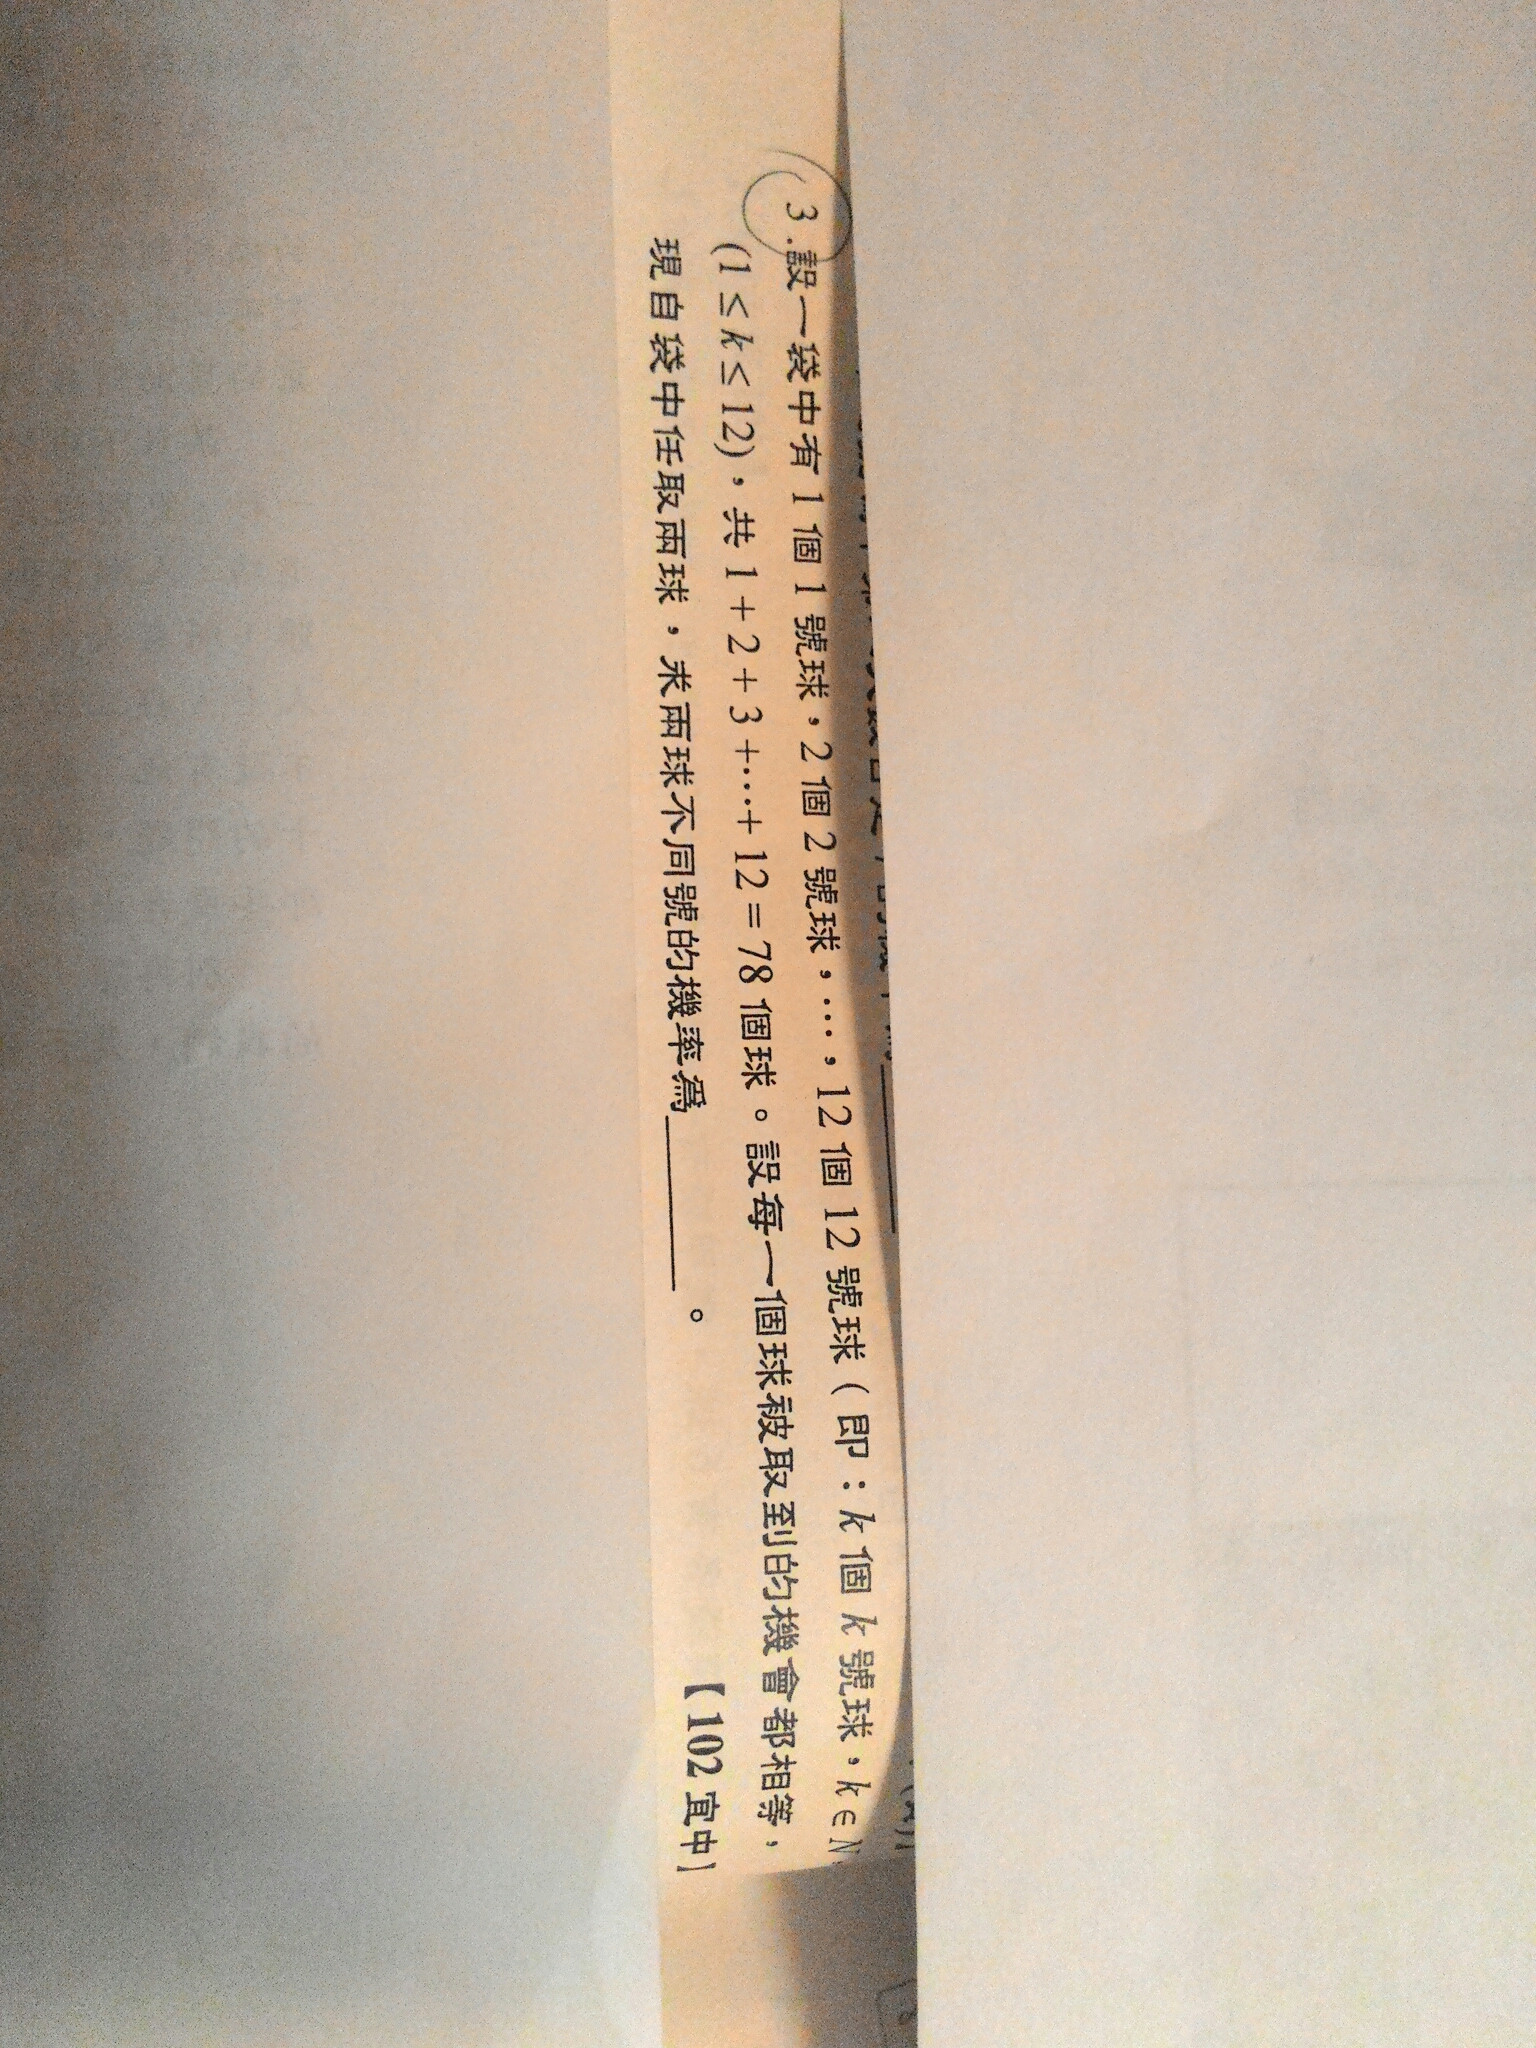 3.設一袋中有1個1號球,2個2號球,…,12個12號球(即:k個k號球,k∈N
(1≤k≤12),共1+2+3+…+12=78個球。設每一個球被取到的機會都相等,
現自袋中任取兩球,求兩球不同號的機率為______。
【102宜中】